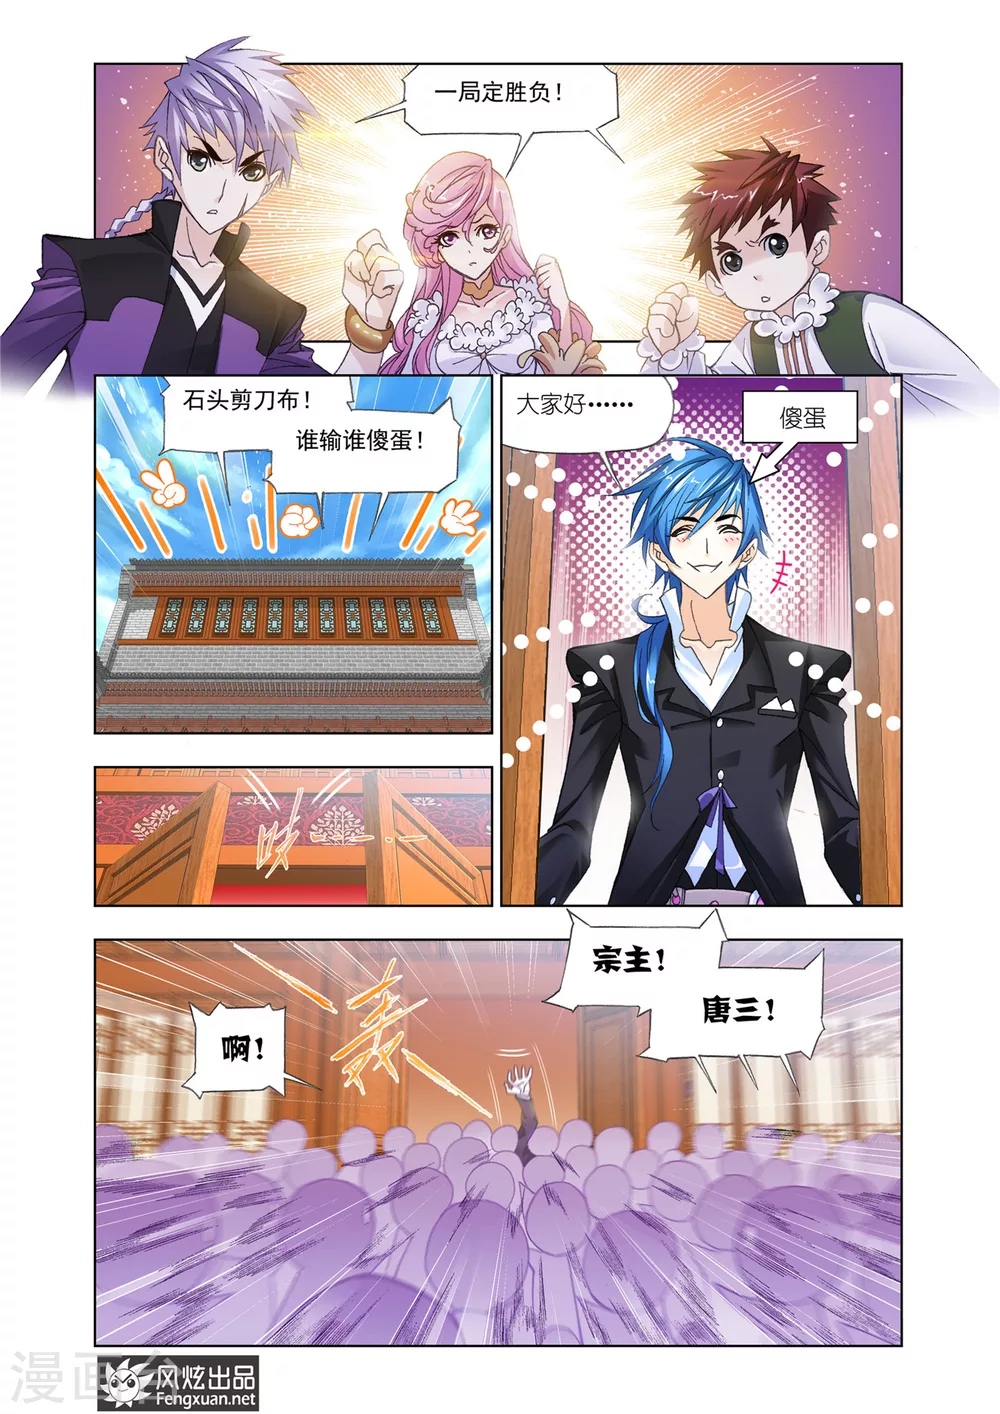 一局定胜负！
石头剪刀布！
谁输谁傻蛋！
大家好……
傻蛋
吱——·—·
啊！
轰
宗主！
唐三！
漫画台
风炫出品
Fengxuan.net